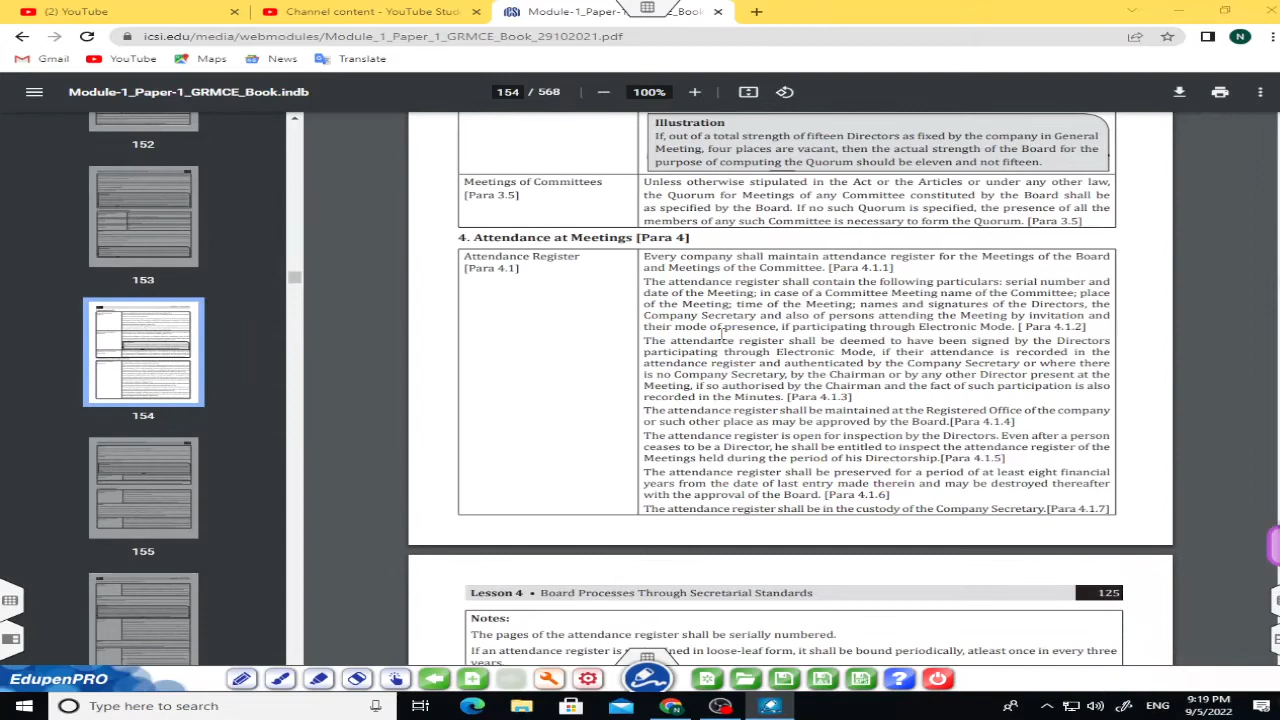 YouTube
Channel content - YouTube Stud
Module-1_Paper-1_GRMCE_Book
icsi.edu/media/webmodules/Module_1_Paper_1_GRMCE_Book_29102021.pdf
N
Gmail
YouTube
Maps
News
Translate
Module-1_Paper-1_GRMCE_Book.indb
154 / 568
100%
152
153
154
155
Illustration
If, out of a total strength of fifteen Directors as fixed by the company in General
Meeting, four places are vacant, then the actual strength of the Board for the
purpose of computing the Quorum should be eleven and not fifteen.
Meetings of Committees
[Para 3.5]
Unless otherwise stipulated in the Act or the Articles or under any other law,
the Quorum for Meetings of any Committee constituted by the Board shall be
as specified by the Board. If no such Quorum is specified, the presence of all the
members of any such Committee is necessary to form the Quorum. [Para 3.5]
4. Attendance at Meetings [Para 4]
Attendance Register
[Para 4.1]
Every company shall maintain attendance register for the Meetings of the Board
and Meetings of the Committee. [Para 4.1.1]
The attendance register shall contain the following particulars: serial number and
date of the Meeting; in case of a Committee Meeting name of the Committee; place
of the Meeting; time of the Meeting; names and signatures of the Directors, the
Company Secretary and also of persons attending the Meeting by invitation and
their mode of presence, if participating through Electronic Mode. [ Para 4.1.2]
The attendance register shall be deemed to have been signed by the Directors
participating through Electronic Mode, if their attendance is recorded in the
attendance register and authenticated by the Company Secretary or where there
is no Company Secretary, by the Chairman or by any other Director present at the
Meeting, if so authorised by the Chairman and the fact of such participation is also
recorded in the Minutes. [Para 4.1.3]
The attendance register shall be maintained at the Registered Office of the company
or such other place as may be approved by the Board.[Para 4.1.4]
The attendance register is open for inspection by the Directors. Even after a person
ceases to be a Director, he shall be entitled to inspect the attendance register of the
Meetings held during the period of his Directorship.[Para 4.1.5]
The attendance register shall be preserved for a period of at least eight financial
years from the date of last entry made therein and may be destroyed thereafter
with the approval of the Board. [Para 4.1.6]
The attendance register shall be in the custody of the Company Secretary.[Para 4.1.7]
Lesson 4 • Board Processes Through Secretarial Standards
125
Notes:
The pages of the attendance register shall be serially numbered.
If an attendance register is ned in loose-leaf form, it shall be bound periodically, atleast once in every three
years.
EdupenPRO
Type here to search
ENG
9:19 PM
9/5/2022